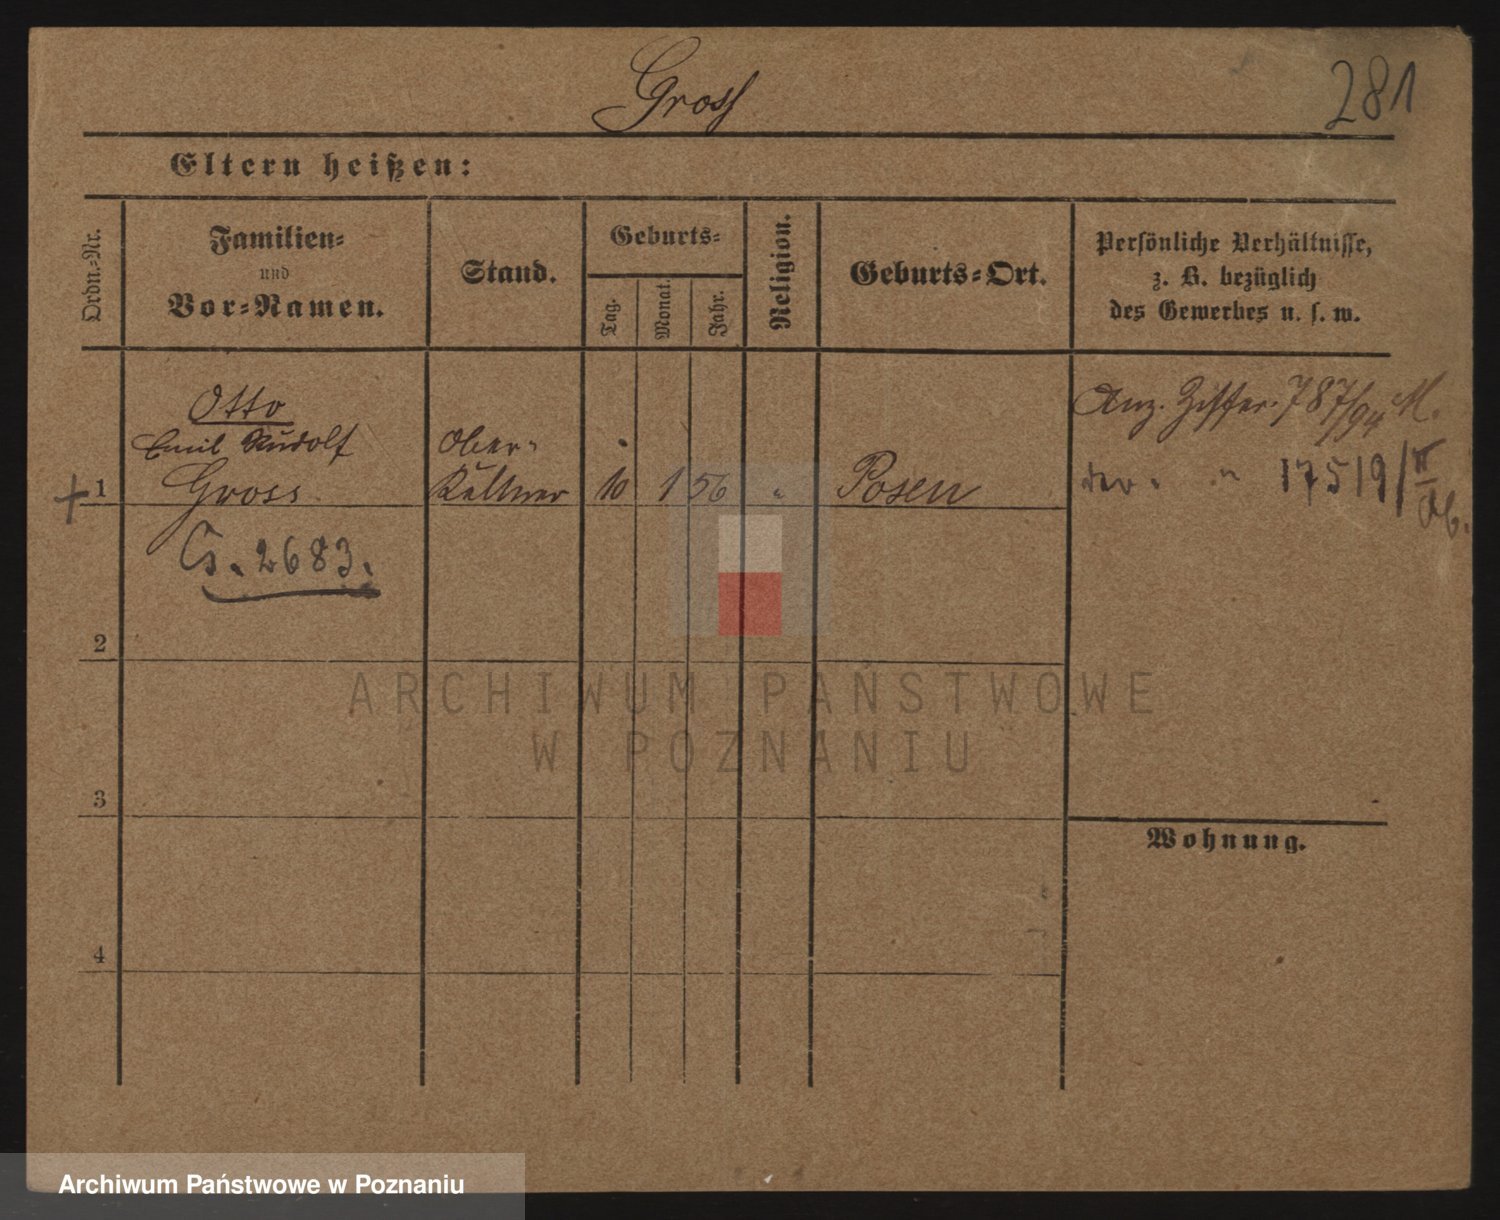 Gross
281
Eltern heißen:
Ordn.-Nr.
Familien-
und
Vor-Namen.
Stand.
Geburts-
Tag.
Monat.
Jahr.
Religion.
Geburts-Ort.
Persönliche Verhältnisse,
z. B. bezüglich
des Gewerbes u. s. w.
Otto
Emil Rudolf
Gross
Ober-
Kellner
1
10
1
56
"
Posen
Anz. Ziffer. 787/94 M.
" 17519/II
Cs. 2683.
2
3
4
Wohnung.
ARCHIWUM PAŃSTWOWE
W POZNANIU
Archiwum Państwowe w Poznaniu